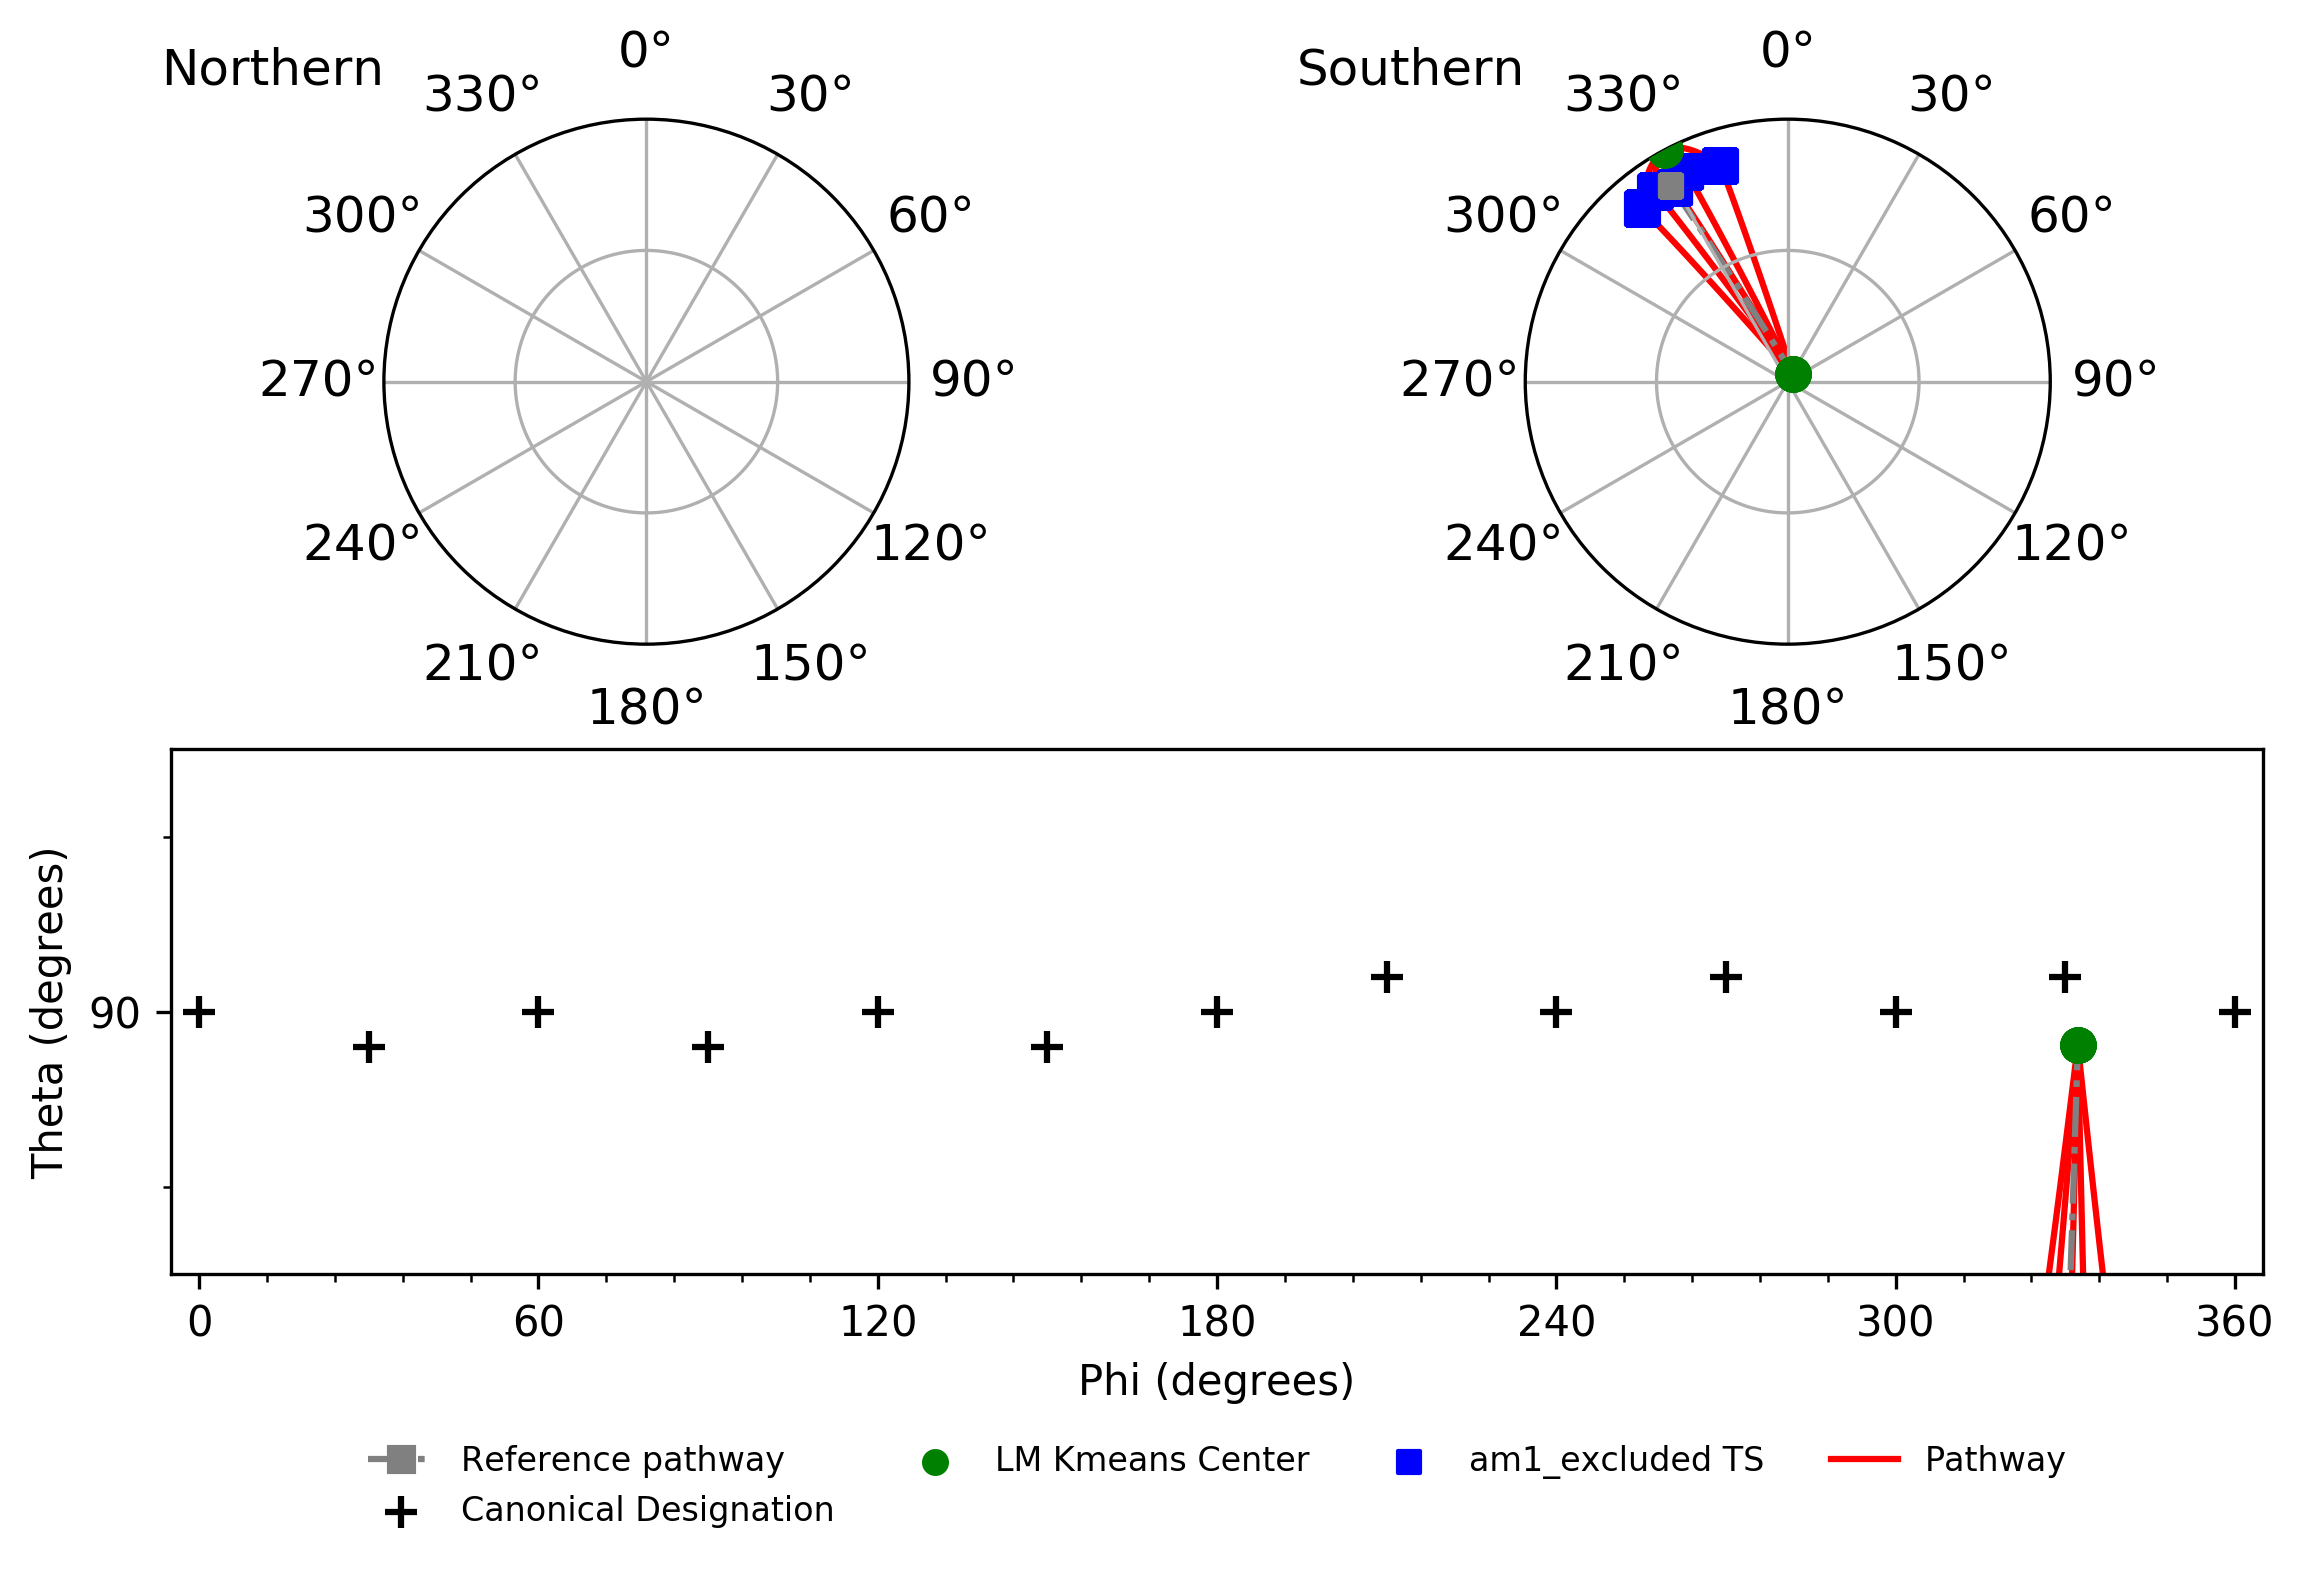 Northern
0°
30°
60°
90°
120°
150°
180°
210°
240°
270°
300°
330°
Southern
0°
30°
60°
90°
120°
150°
180°
210°
240°
270°
300°
330°
Theta (degrees)
90
0 60 120 180 240 300 360
Phi (degrees)
Reference pathway
Canonical Designation
LM Kmeans Center
am1_excluded TS
Pathway